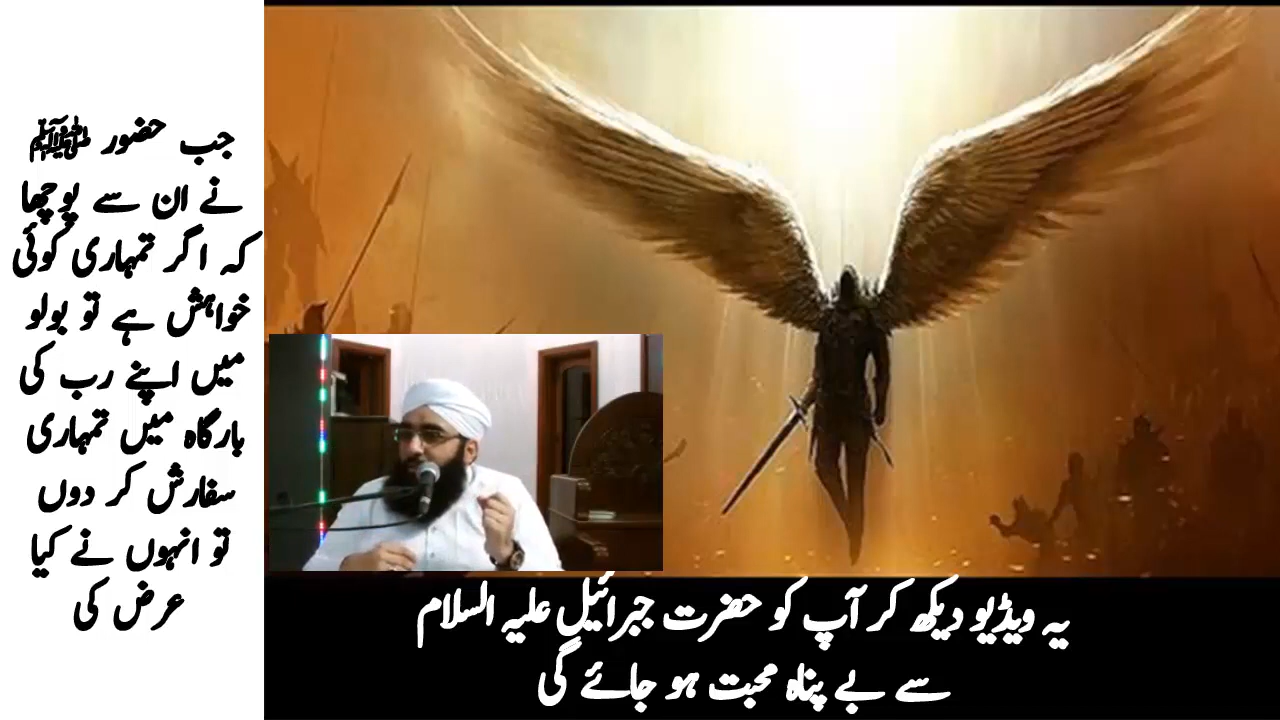 جب حضور ﷺ
نے ان سے پوچھا
کہ اگر تمہاری کوئی
خواہش ہے تو بولو
میں اپنے رب کی
بارگاہ میں تمہاری
سفارش کر دوں
تو انہوں نے کیا
عرض کی
یہ ویڈیو دیکھ کر آپ کو حضرت جبرائیل علیہ السلام
سے بے پناہ محبت ہو جائے گی